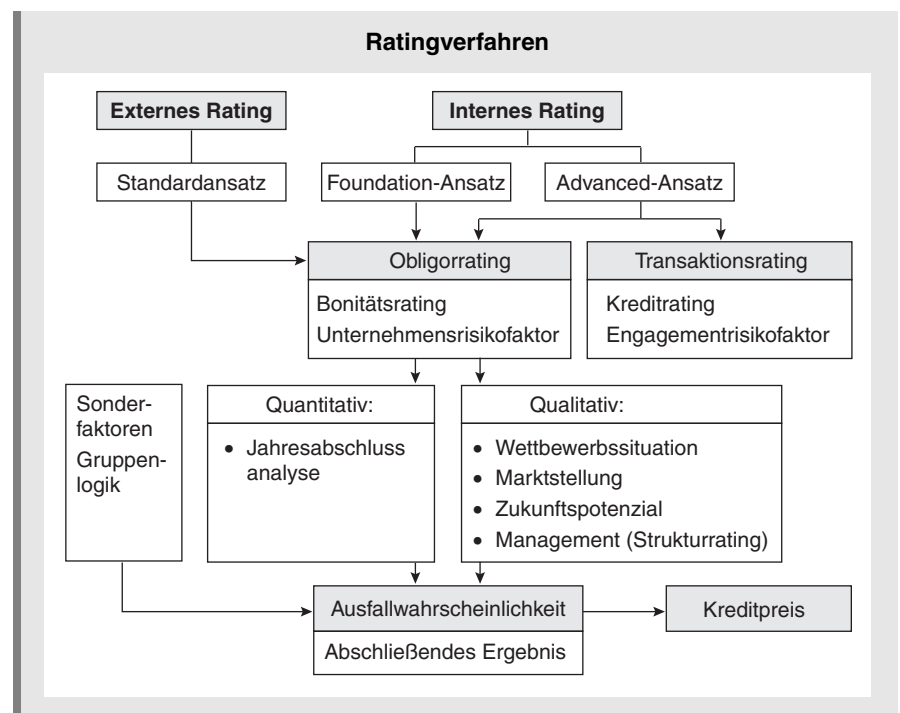 Ratingverfahren
Externes Rating
Internes Rating
Standardansatz
Foundation-Ansatz
Advanced-Ansatz
Obligorrating
Bonitätsrating
Unternehmensrisikofaktor
Transaktionsrating
Kreditrating
Engagementrisikofaktor
Sonder-
faktoren
Gruppen-
logik
Quantitativ:
• Jahresabschluss
analyse
Qualitativ:
• Wettbewerbssituation
• Marktstellung
• Zukunftspotenzial
• Management (Strukturrating)
Ausfallwahrscheinlichkeit
Abschließendes Ergebnis
Kreditpreis